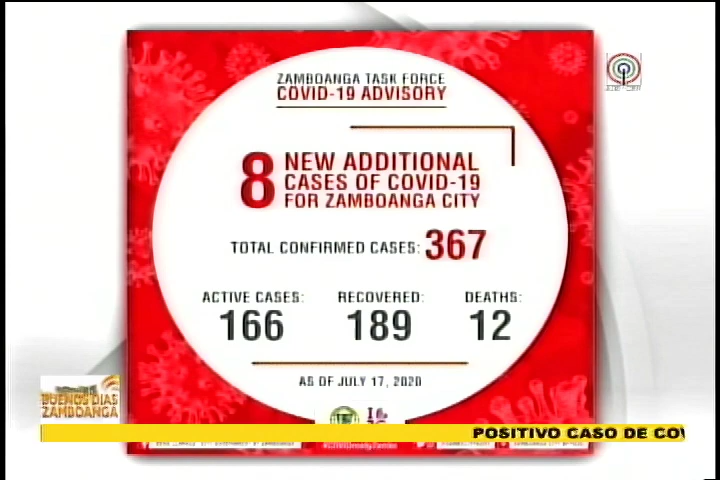 ZAMBOANGA TASK FORCE
COVID-19 ADVISORY
8 NEW ADDITIONAL
CASES OF COVID-19
FOR ZAMBOANGA CITY
TOTAL CONFIRMED CASES: 367
ACTIVE CASES: RECOVERED: DEATHS:
166 189 12
AS OF JULY 17, 2020
BUENOS DIAS
ZAMBOANGA
POSITIVO CASO DE COV